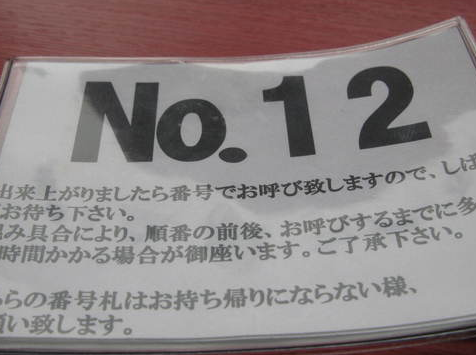 No.12
出来上がりましたら番号でお呼び致しますので、しば
お待ち下さい。
み具合により、順番の前後、お呼びするまでに多
時間かかる場合が御座います。ご了承下さい。
らの番号札はお持ち帰りにならない様、
い致します。